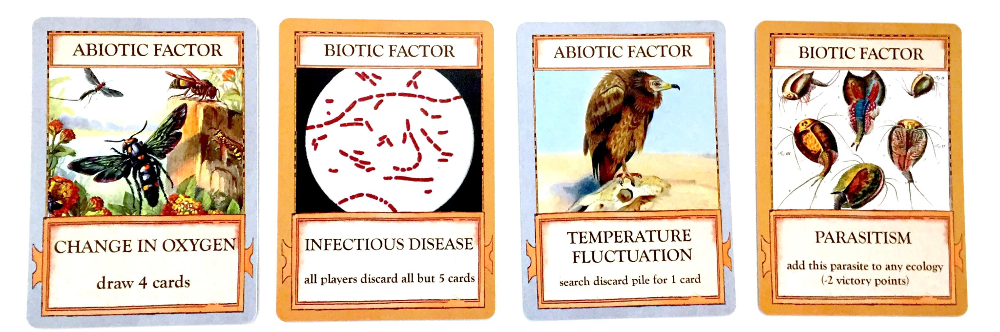 ABIOTIC FACTOR
CHANGE IN OXYGEN
draw 4 cards
BIOTIC FACTOR
INFECTIOUS DISEASE
all players discard all but 5 cards
ABIOTIC FACTOR
TEMPERATURE
FLUCTUATION
search discard pile for 1 card
BIOTIC FACTOR
PARASITISM
add this parasite to any ecology
(-2 victory points)